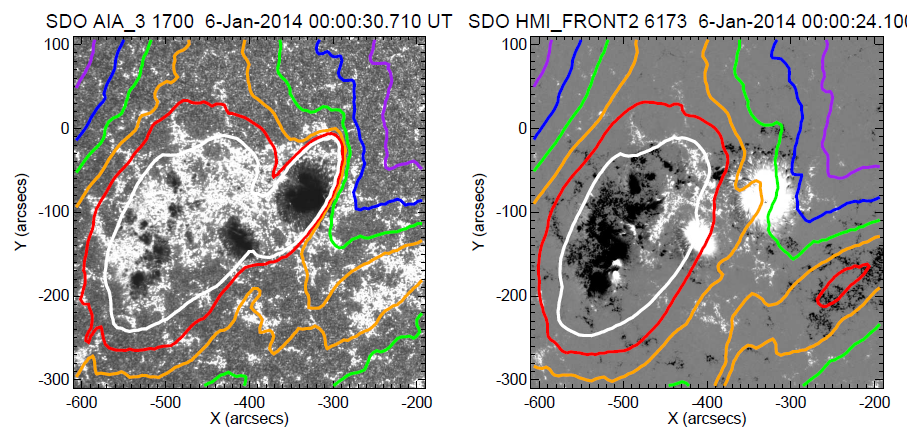 SDO AIA_3 1700 6-Jan-2014 00:00:30.710 UT
SDO HMI_FRONT2 6173 6-Jan-2014 00:00:24.100
100
0
-100
-200
-300
Y (arcsecs)
-600 -500 -400 -300 -200
X (arcsecs)
100
0
-100
-200
-300
Y (arcsecs)
-600 -500 -400 -300 -200
X (arcsecs)